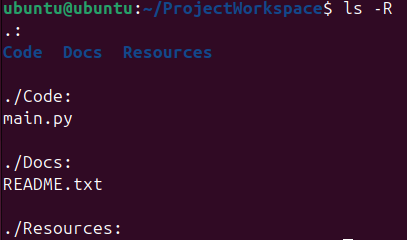 ubuntu@ubuntu:~/ProjectWorkspace$ ls -R
.:
Code  Docs  Resources

./Code:
main.py

./Docs:
README.txt

./Resources: